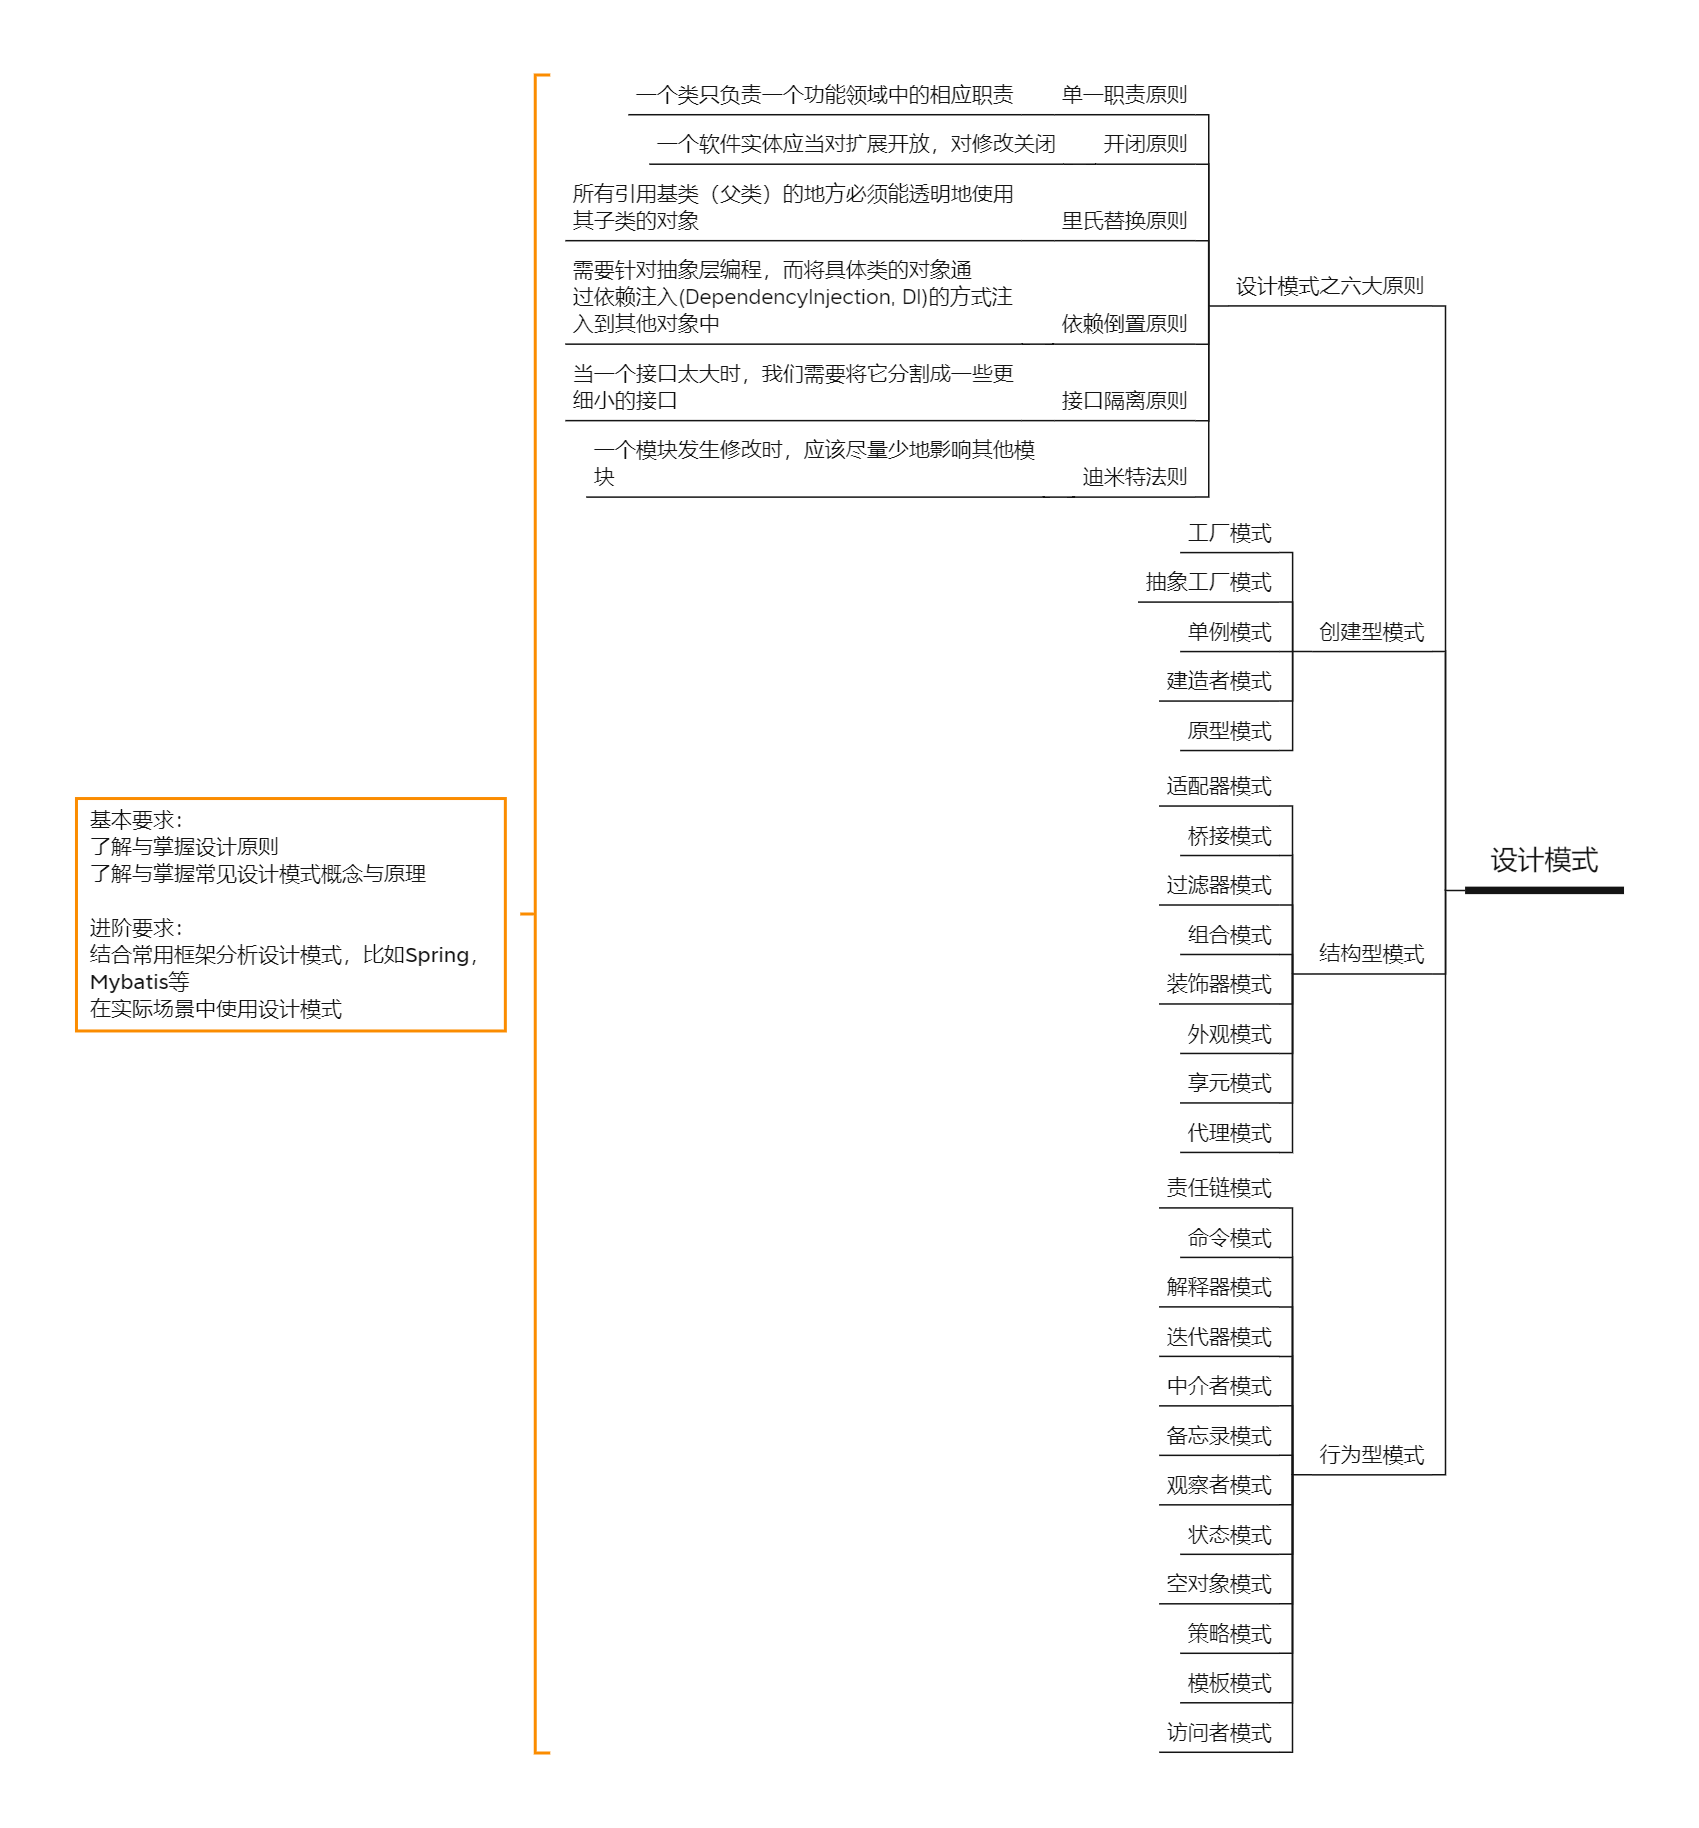 设计模式
设计模式之六大原则
单一职责原则
一个类只负责一个功能领域中的相应职责
开闭原则
一个软件实体应当对扩展开放，对修改关闭
里氏替换原则
所有引用基类（父类）的地方必须能透明地使用
其子类的对象
依赖倒置原则
需要针对抽象层编程，而将具体类的对象通
过依赖注入(DependencyInjection, DI)的方式注
入到其他对象中
接口隔离原则
当一个接口太大时，我们需要将它分割成一些更
细小的接口
迪米特法则
一个模块发生修改时，应该尽量少地影响其他模
块
创建型模式
工厂模式
抽象工厂模式
单例模式
建造者模式
原型模式
结构型模式
适配器模式
桥接模式
过滤器模式
组合模式
装饰器模式
外观模式
享元模式
代理模式
行为型模式
责任链模式
命令模式
解释器模式
迭代器模式
中介者模式
备忘录模式
观察者模式
状态模式
空对象模式
策略模式
模板模式
访问者模式
基本要求：
了解与掌握设计原则
了解与掌握常见设计模式概念与原理
进阶要求：
结合常用框架分析设计模式，比如Spring，
Mybatis等
在实际场景中使用设计模式